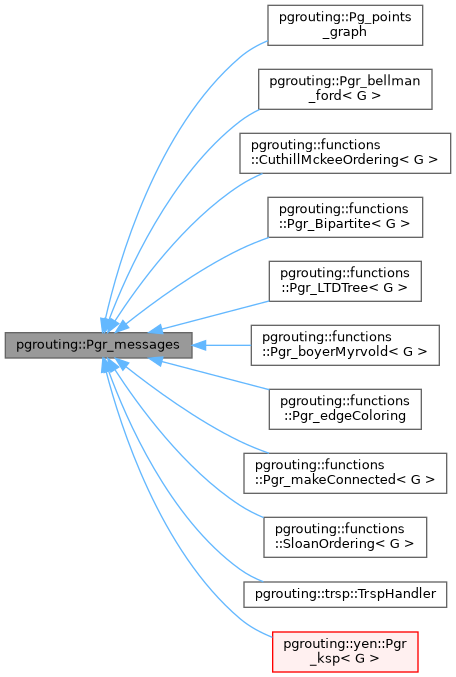 pgrouting::Pg_points
_graph
pgrouting::Pgr_bellman
_ford< G >
pgrouting::functions
::CuthillMckeeOrdering< G >
pgrouting::functions
::Pgr_Bipartite< G >
pgrouting::functions
::Pgr_LTDTree< G >
pgrouting::Pgr_messages
pgrouting::functions
::Pgr_boyerMyrvold< G >
pgrouting::functions
::Pgr_edgeColoring
pgrouting::functions
::Pgr_makeConnected< G >
pgrouting::functions
::SloanOrdering< G >
pgrouting::trsp::TrspHandler
pgrouting::yen::Pgr
_ksp< G >